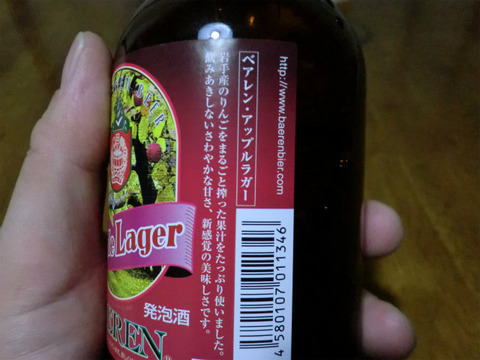 http://www.baerenbier.com
ベアレン・アップルラガー
岩手産のりんごをまるごと搾った果汁をたっぷり使いました。
飲みあきしないさわやかな甘さ、新感覚の美味しさです。
Lager
発泡酒
4 580107 011346